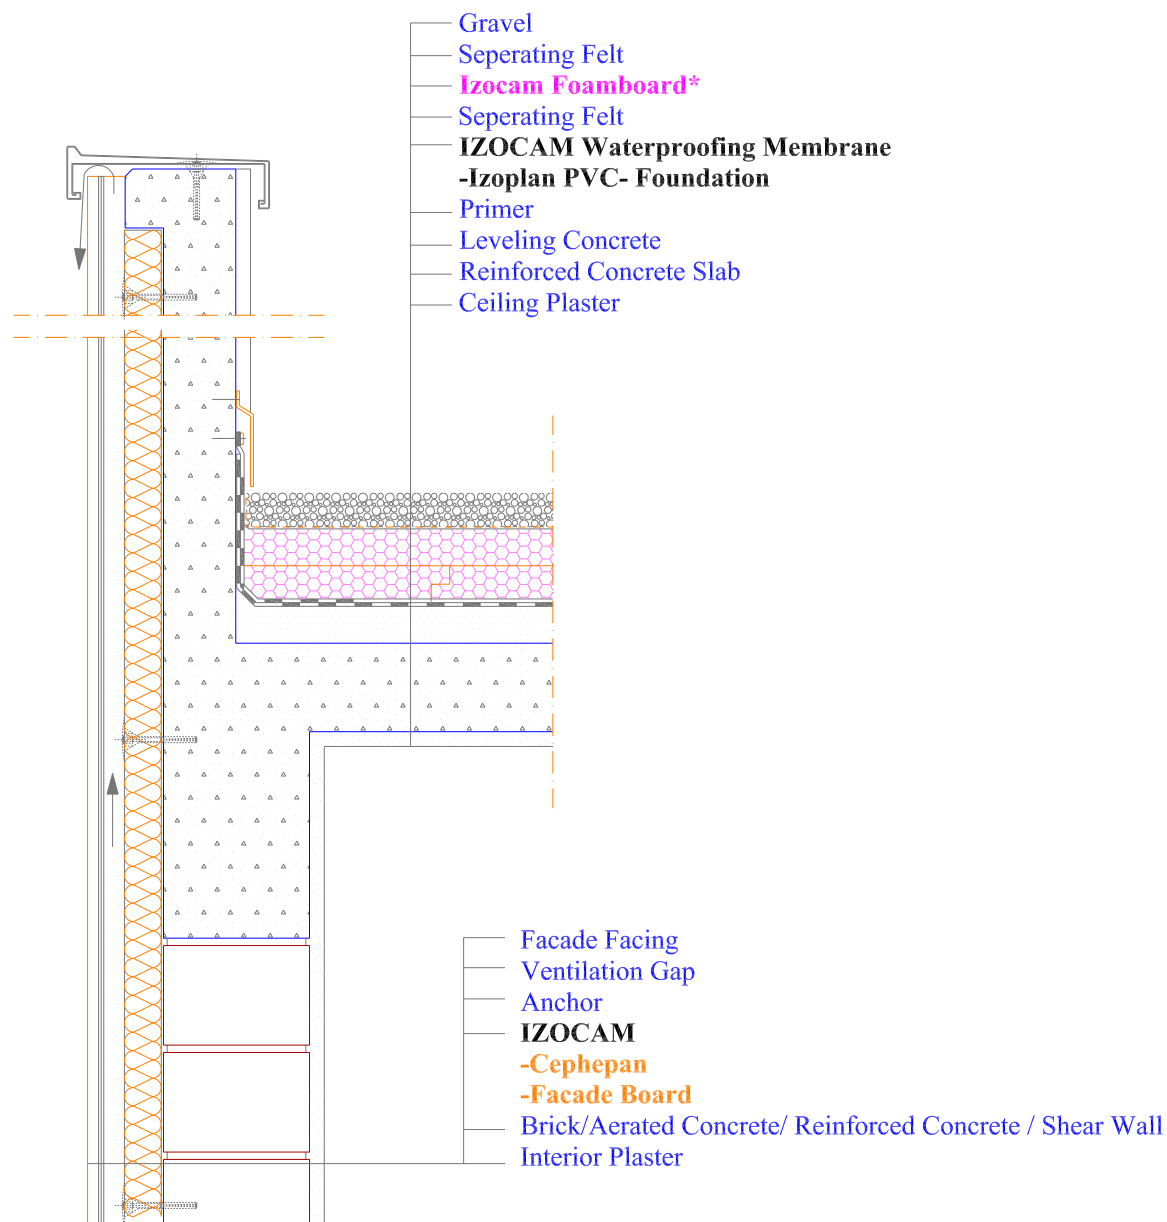 Gravel
Seperating Felt
Izocam Foamboard*
Seperating Felt
IZOCAM Waterproofing Membrane
-Izoplan PVC- Foundation
Primer
Leveling Concrete
Reinforced Concrete Slab
Ceiling Plaster
Facade Facing
Ventilation Gap
Anchor
IZOCAM
-Cephepan
-Facade Board
Brick/Aerated Concrete/ Reinforced Concrete / Shear Wall
Interior Plaster